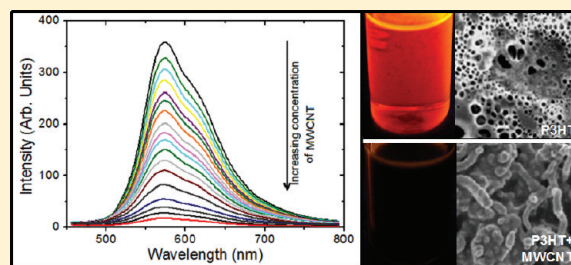 Intensity (Arb. Units)
400
300
200
100
0
500
600
700
800
Wavelength (nm)
Increasing concentration
of MWCNT
P3HT
P3HT+
MWCNT